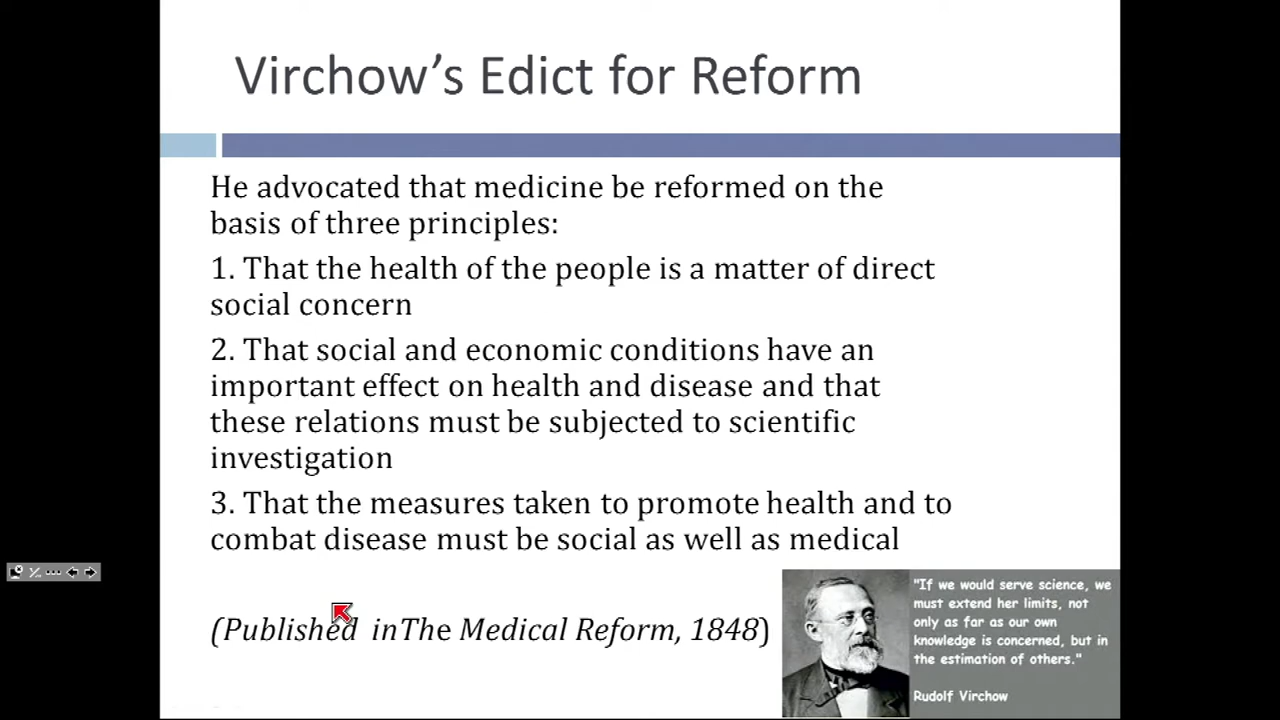 Virchow's Edict for Reform
He advocated that medicine be reformed on the
basis of three principles:
1. That the health of the people is a matter of direct
social concern
2. That social and economic conditions have an
important effect on health and disease and that
these relations must be subjected to scientific
investigation
3. That the measures taken to promote health and to
combat disease must be social as well as medical
(Published inThe Medical Reform, 1848)
"If we would serve science, we
must extend her limits, not
only as far as our own
knowledge is concerned, but in
the estimation of others."
Rudolf Virchow